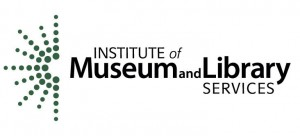 INSTITUTE of
Museum and Library
SERVICES